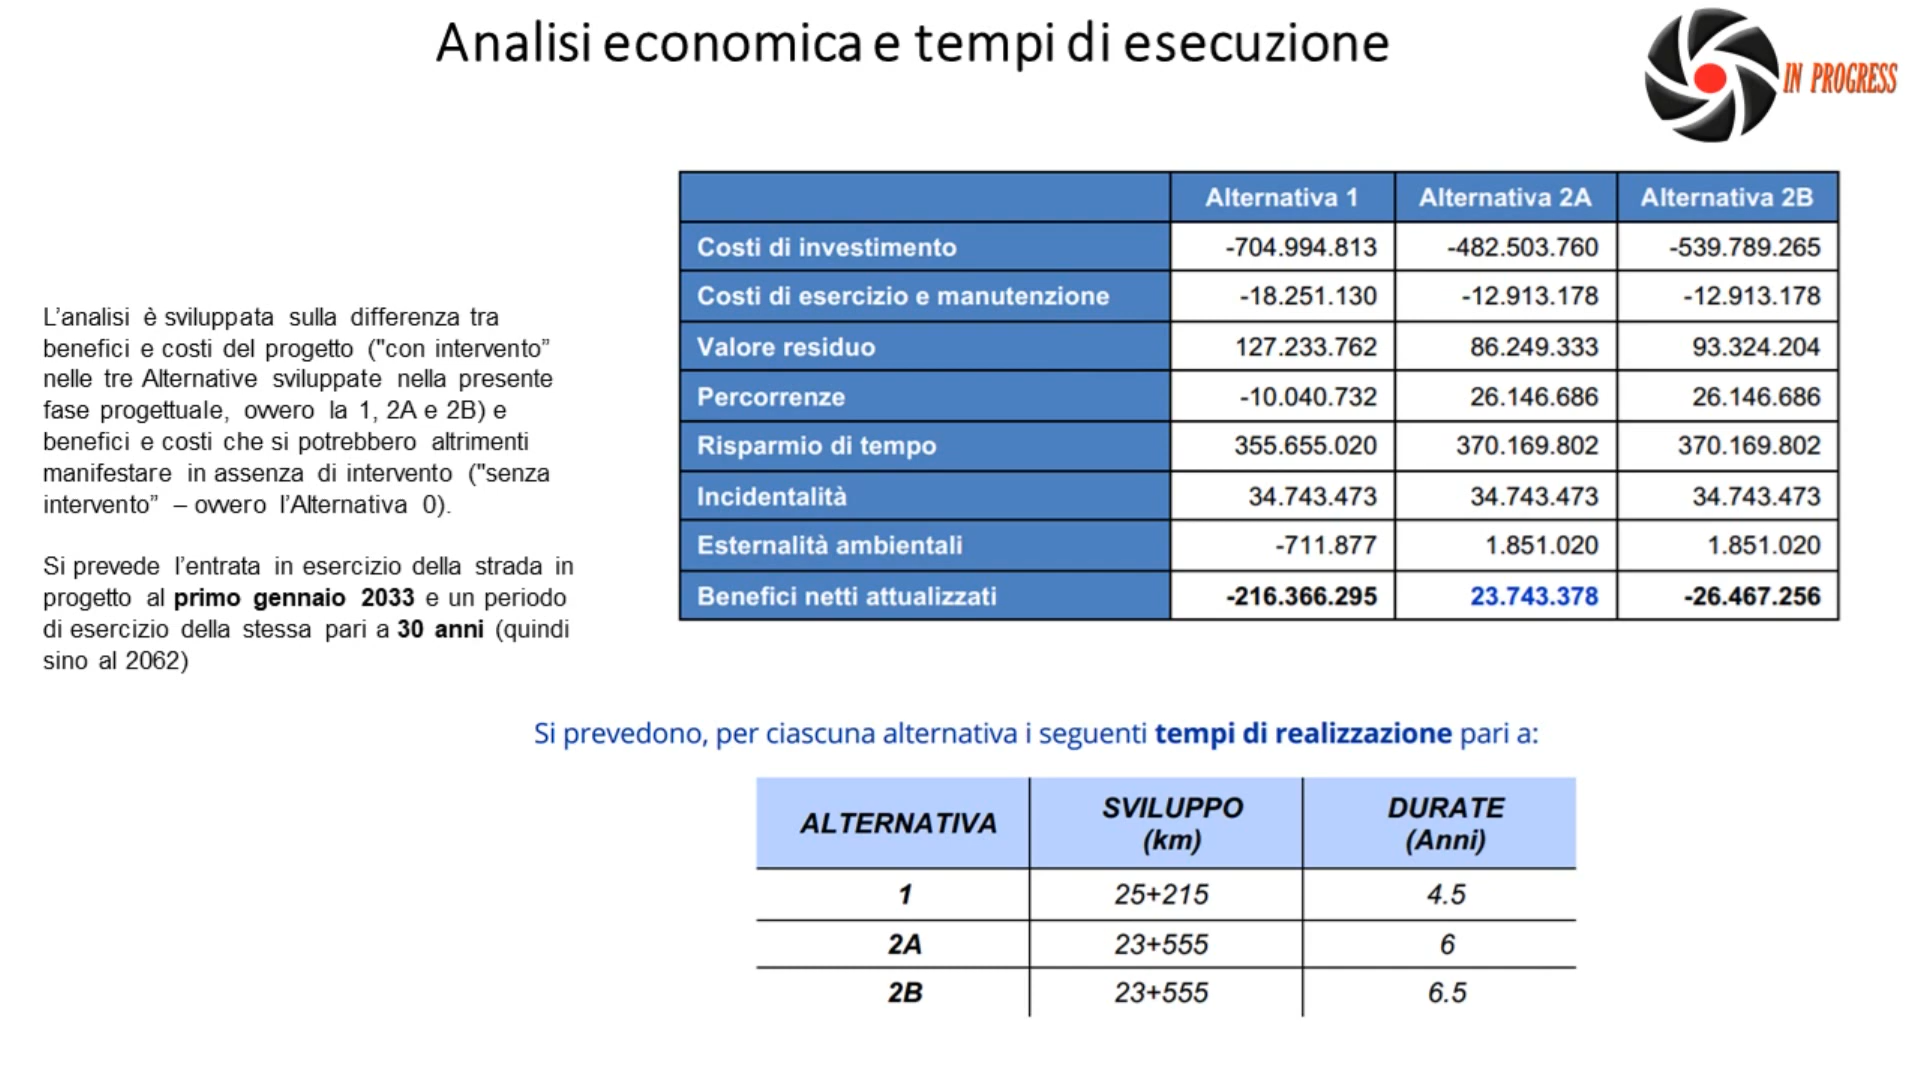 Analisi economica e tempi di esecuzione
IN PROGRESS
L'analisi è sviluppata sulla differenza tra
benefici e costi del progetto ("con intervento”
nelle tre Alternative sviluppate nella presente
fase progettuale, ovvero la 1, 2A e 2B) e
benefici e costi che si potrebbero altrimenti
manifestare in assenza di intervento ("senza
intervento” – ovvero l'Alternativa 0).
Si prevede l'entrata in esercizio della strada in
progetto al primo gennaio 2033 e un periodo
di esercizio della stessa pari a 30 anni (quindi
sino al 2062)
Alternativa 1 Alternativa 2A Alternativa 2B
Costi di investimento -704.994.813 -482.503.760 -539.789.265
Costi di esercizio e manutenzione -18.251.130 -12.913.178 -12.913.178
Valore residuo 127.233.762 86.249.333 93.324.204
Percorrenze -10.040.732 26.146.686 26.146.686
Risparmio di tempo 355.655.020 370.169.802 370.169.802
Incidentalità 34.743.473 34.743.473 34.743.473
Esternalità ambientali -711.877 1.851.020 1.851.020
Benefici netti attualizzati -216.366.295 23.743.378 -26.467.256
Si prevedono, per ciascuna alternativa i seguenti tempi di realizzazione pari a:
ALTERNATIVA SVILUPPO (km) DURATE (Anni)
1 25+215 4.5
2A 23+555 6
2B 23+555 6.5